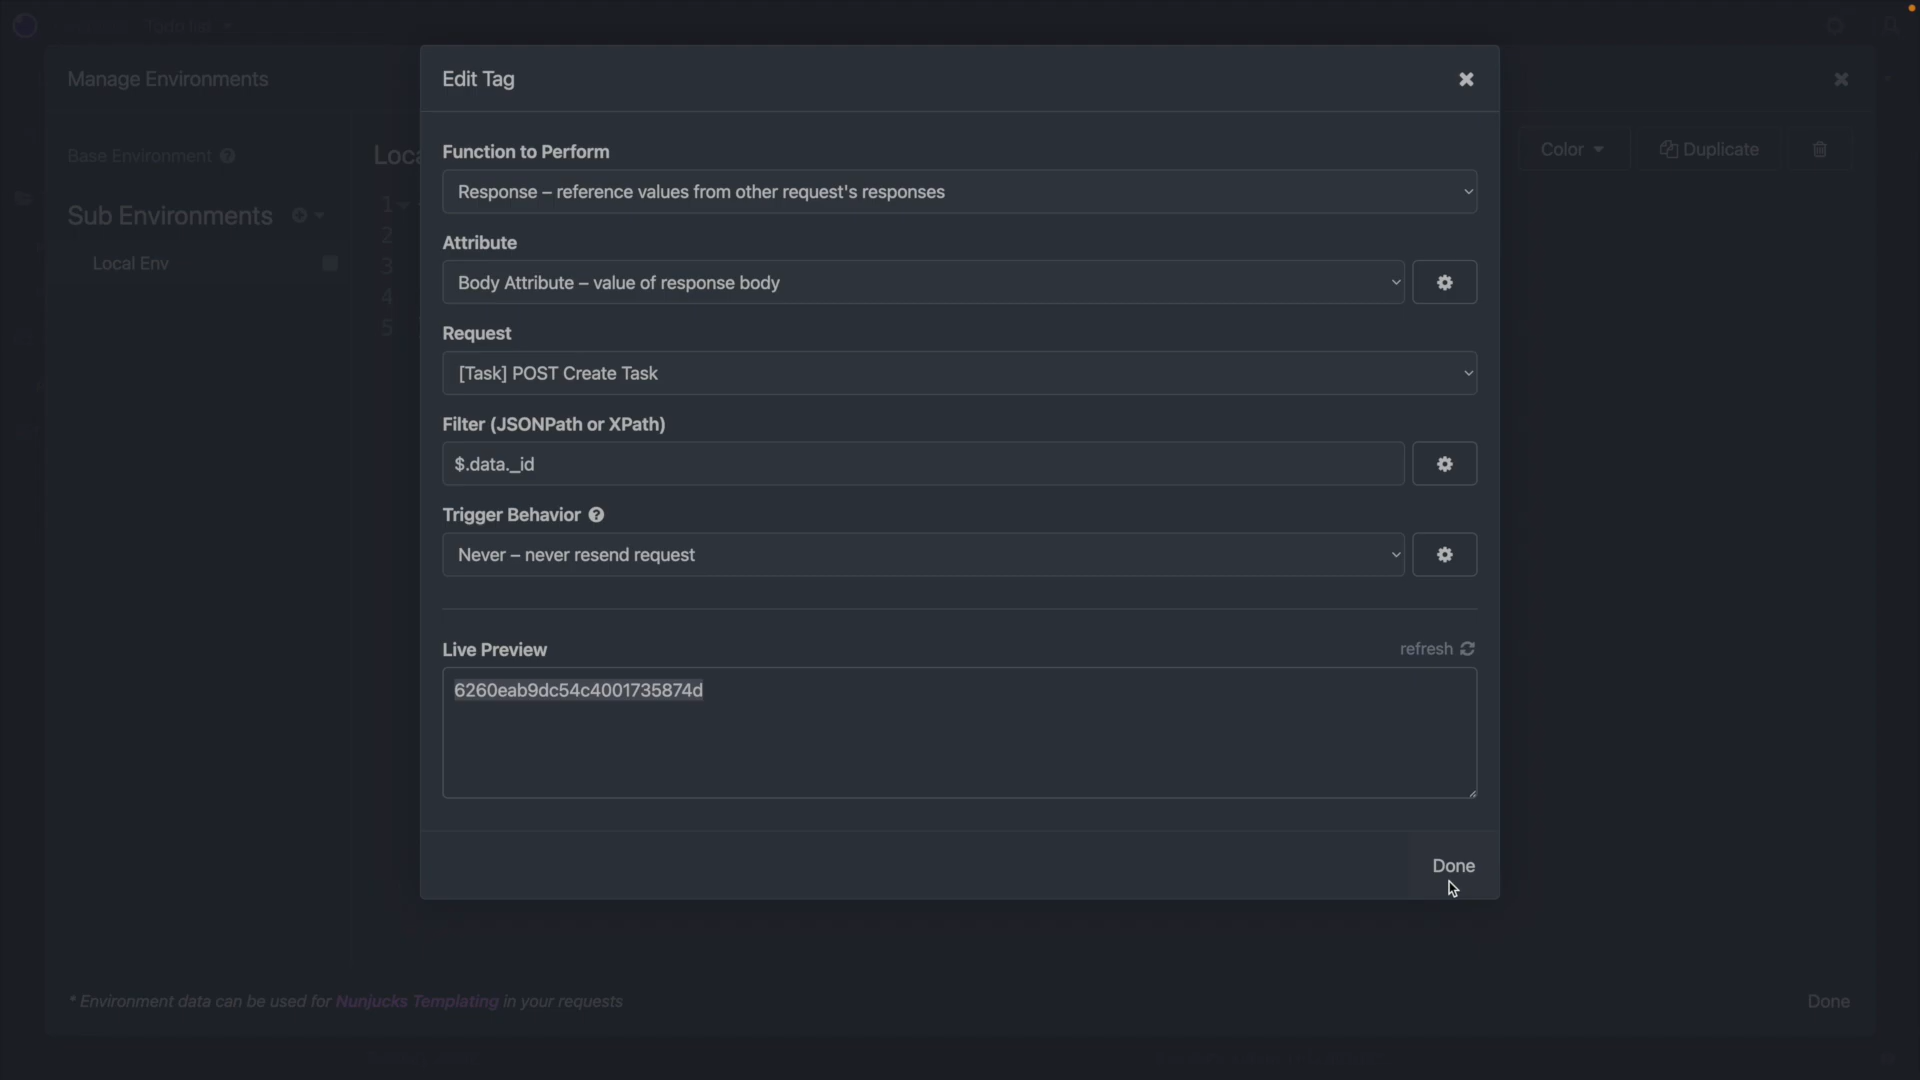 Todo list
Manage Environments
Edit Tag
Base Environment
Loca
Color
Duplicate
Function to Perform
Response – reference values from other request's responses
Sub Environments
1
2
3
4
5
Local Env
Attribute
Body Attribute – value of response body
Request
[Task] POST Create Task
Filter (JSONPath or XPath)
$.data._id
Trigger Behavior
Never – never resend request
Live Preview
refresh
6260eab9dc54c4001735874d
Done
* Environment data can be used for Nunjucks Templating in your requests
Done